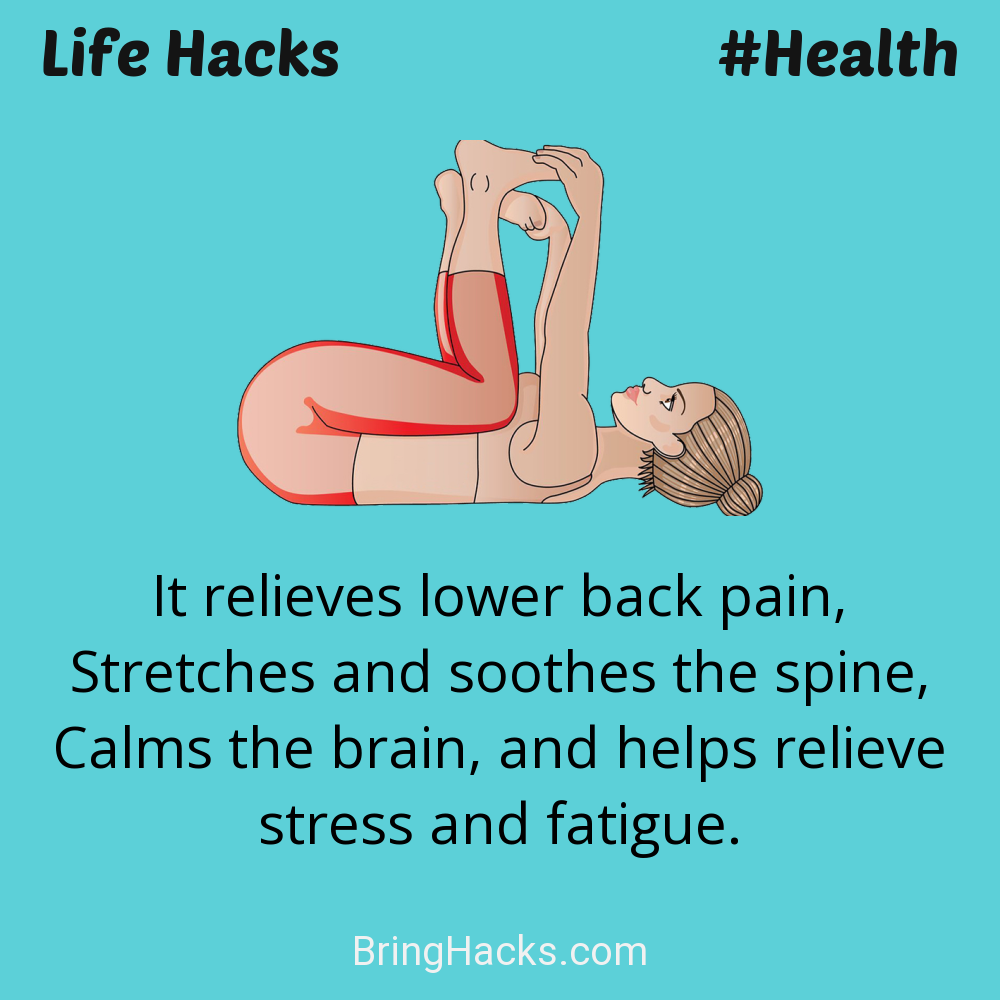 Life Hacks
#Health
It relieves lower back pain,
Stretches and soothes the spine,
Calms the brain, and helps relieve
stress and fatigue.
BringHacks.com